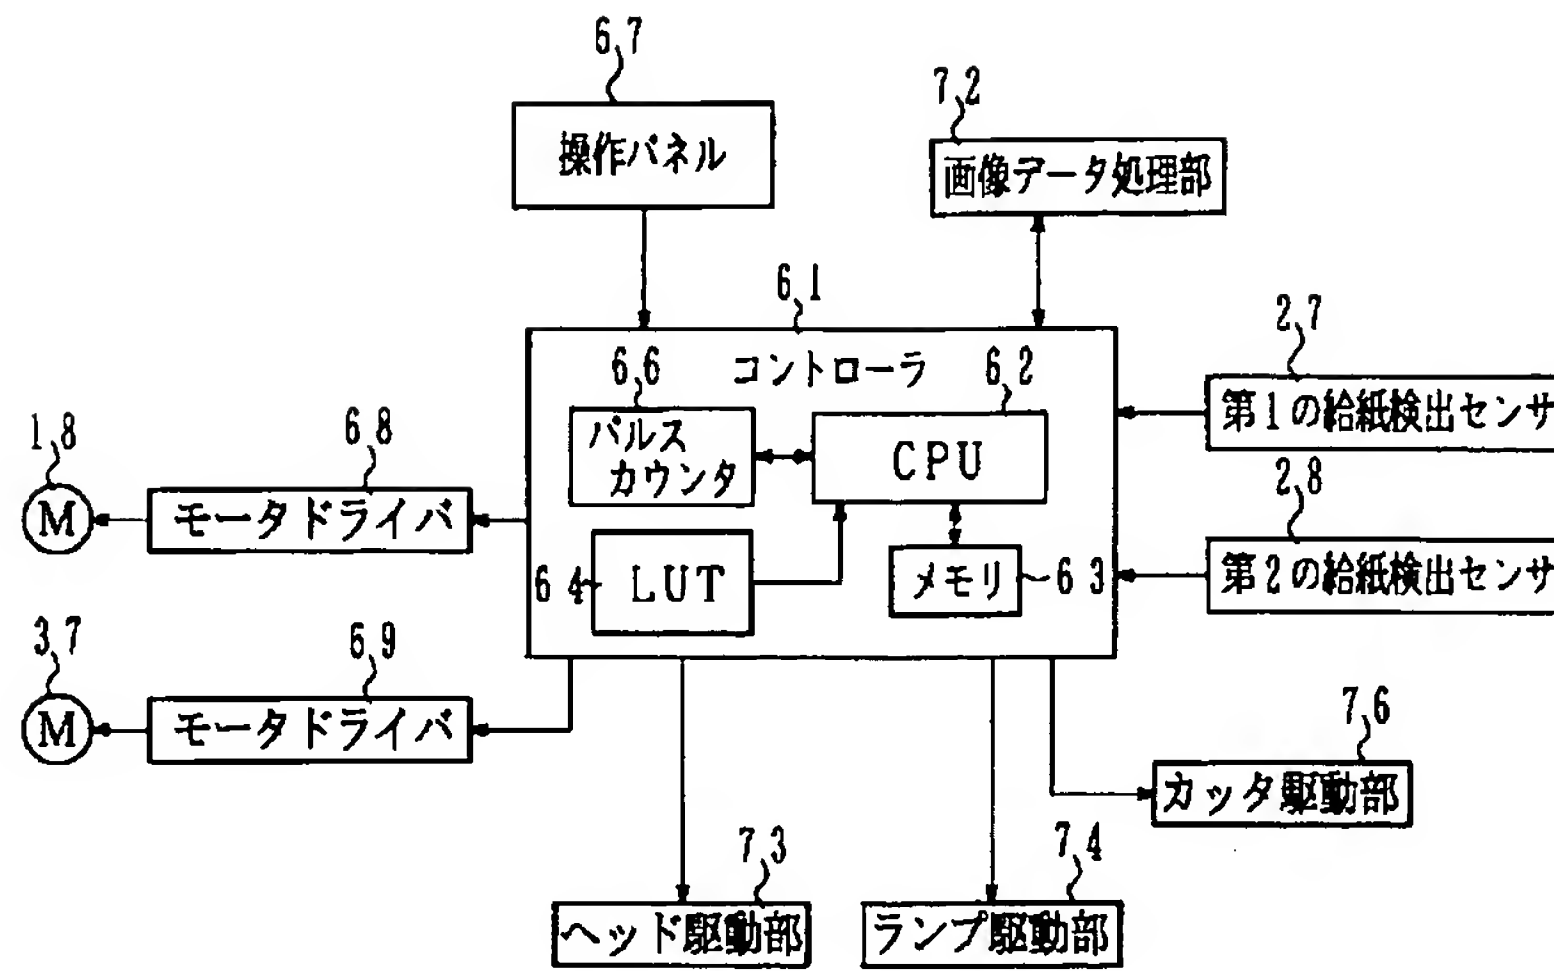 67
操作パネル
72
画像データ処理部
61
コントローラ
66
パルス
カウンタ
62
CPU
64
LUT
メモリ
63
27
第1の給紙検出センサ
28
第2の給紙検出センサ
18
M
68
モータドライバ
37
M
69
モータドライバ
76
カッタ駆動部
73
ヘッド駆動部
74
ランプ駆動部